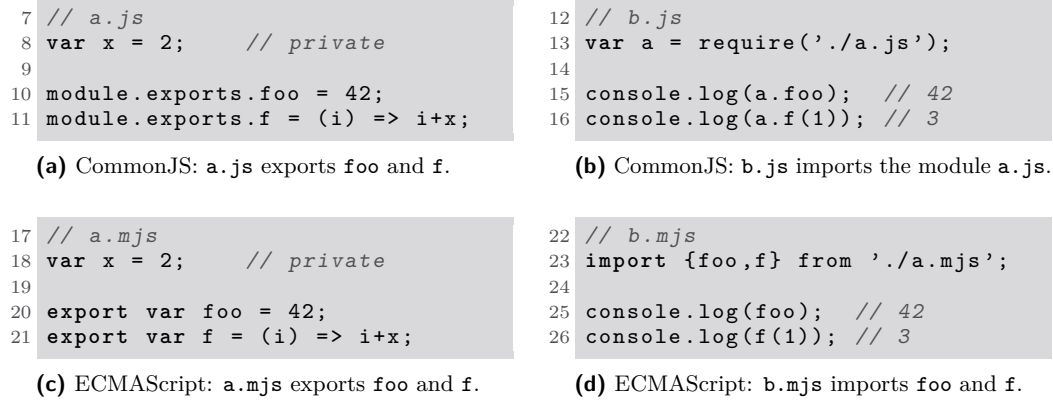 7 // a.js
8 var x = 2;     // private
9
10 module.exports.foo = 42;
11 module.exports.f = (i) => i+x;
(a) CommonJS: a.js exports foo and f.
12 // b.js
13 var a = require('./a.js');
14
15 console.log(a.foo);  // 42
16 console.log(a.f(1)); // 3
(b) CommonJS: b.js imports the module a.js.
17 // a.mjs
18 var x = 2;     // private
19
20 export var foo = 42;
21 export var f = (i) => i+x;
(c) ECMAScript: a.mjs exports foo and f.
22 // b.mjs
23 import {foo,f} from './a.mjs';
24
25 console.log(foo);  // 42
26 console.log(f(1)); // 3
(d) ECMAScript: b.mjs imports foo and f.